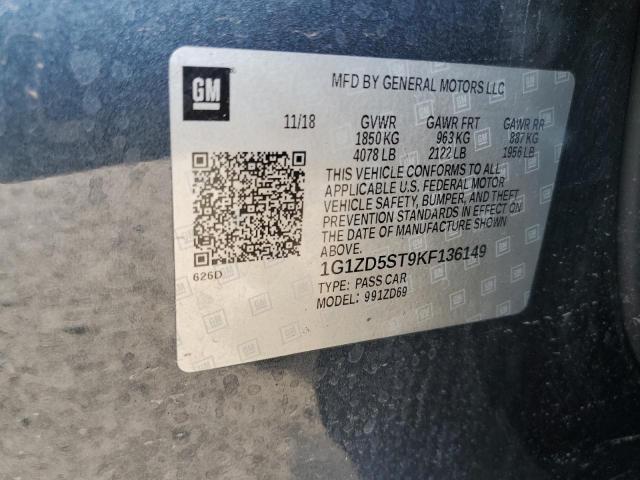 GM
MFD BY GENERAL MOTORS LLC
11/18 GVWR GAWR FRT GAWR RR
1850 KG 963 KG 887 KG
4078 LB 2122 LB 1956 LB
THIS VEHICLE CONFORMS TO ALL
APPLICABLE U.S. FEDERAL MOTOR
VEHICLE SAFETY, BUMPER, AND THEFT
PREVENTION STANDARDS IN EFFECT ON
THE DATE OF MANUFACTURE SHOWN
ABOVE.
626D
1G1ZD5ST9KF136149
TYPE: PASS CAR
MODEL: 991ZD69